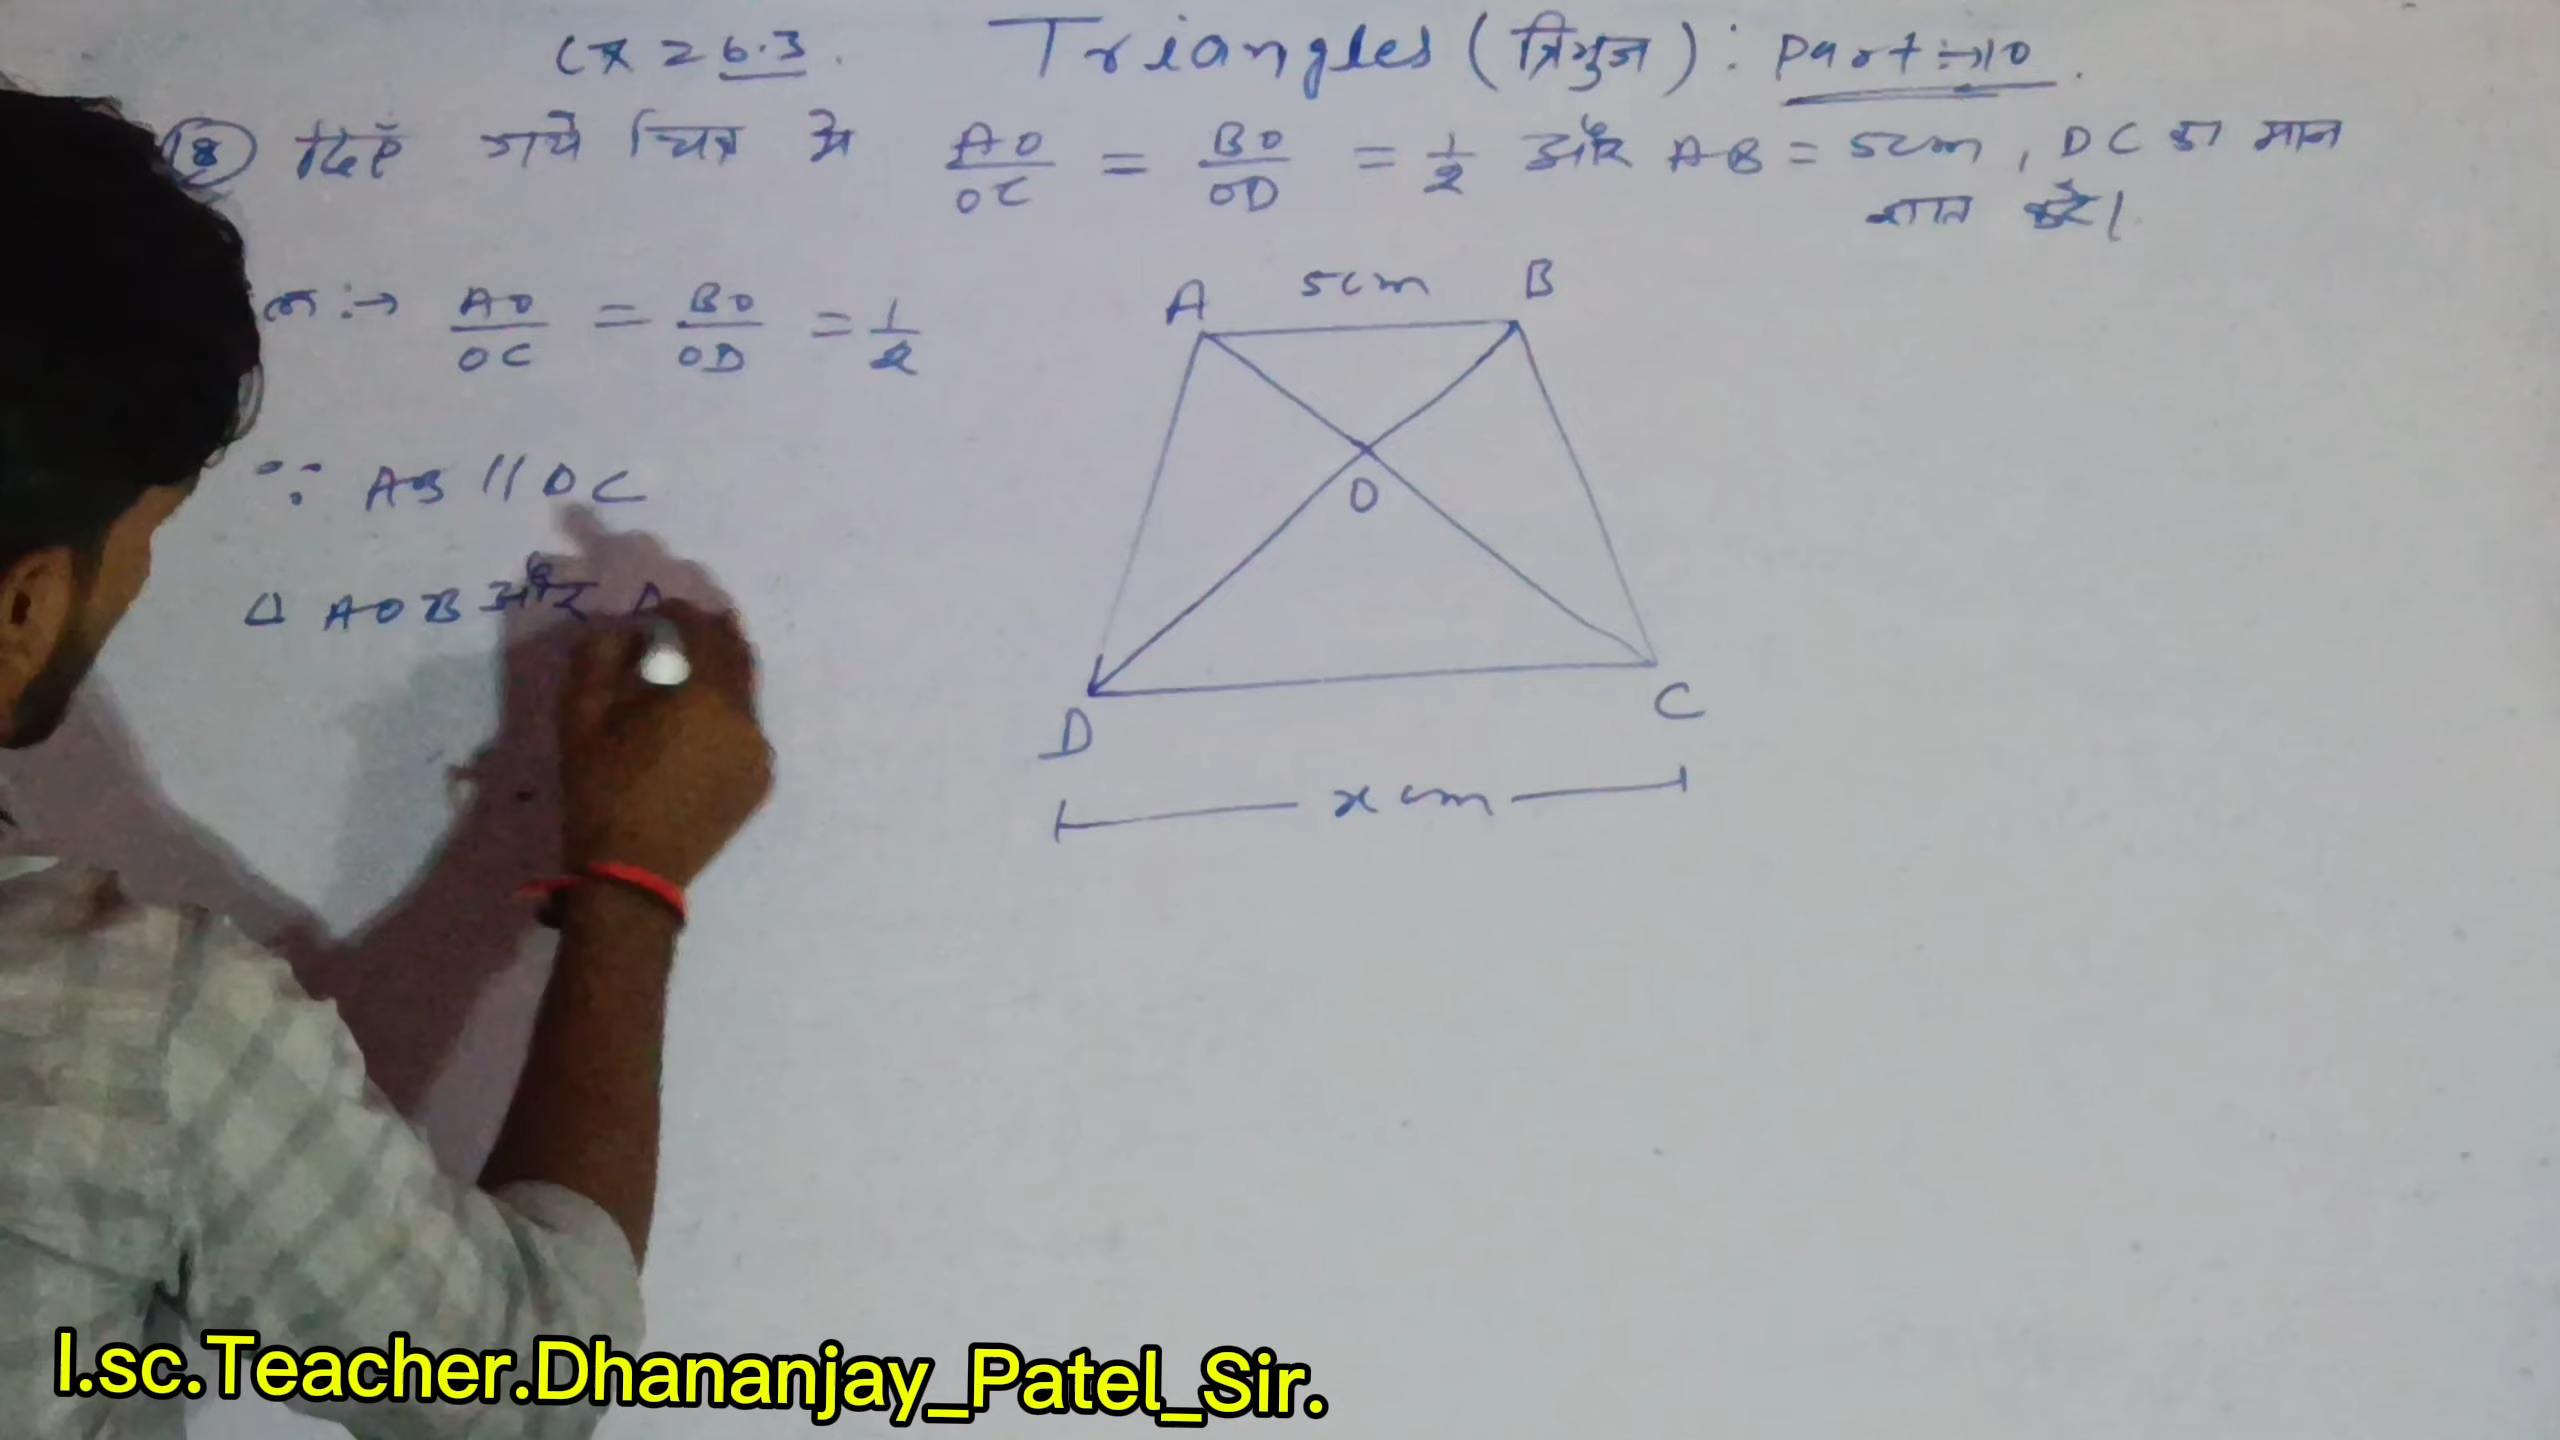 Ex = 6.3. Triangles (त्रिभुज) : Part :→ 10.
(18) दिएँ गये चित्र मे AO/OC = BO/OD = 1/2 और AB = 5cm, DC का मान
ज्ञात करें।
ल :→ AO/OC = BO/OD = 1/2
∵ AB // DC
Δ AOB और Δ
A 5cm B
O
D C
x cm
I.sc.Teacher.Dhananjay_Patel_Sir.